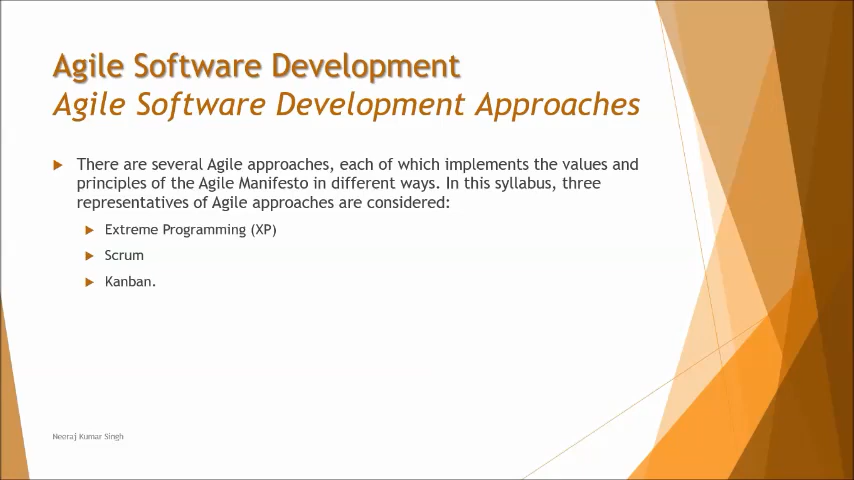 Agile Software Development
Agile Software Development Approaches
There are several Agile approaches, each of which implements the values and
principles of the Agile Manifesto in different ways. In this syllabus, three
representatives of Agile approaches are considered:
Extreme Programming (XP)
Scrum
Kanban.
Neeraj Kumar Singh